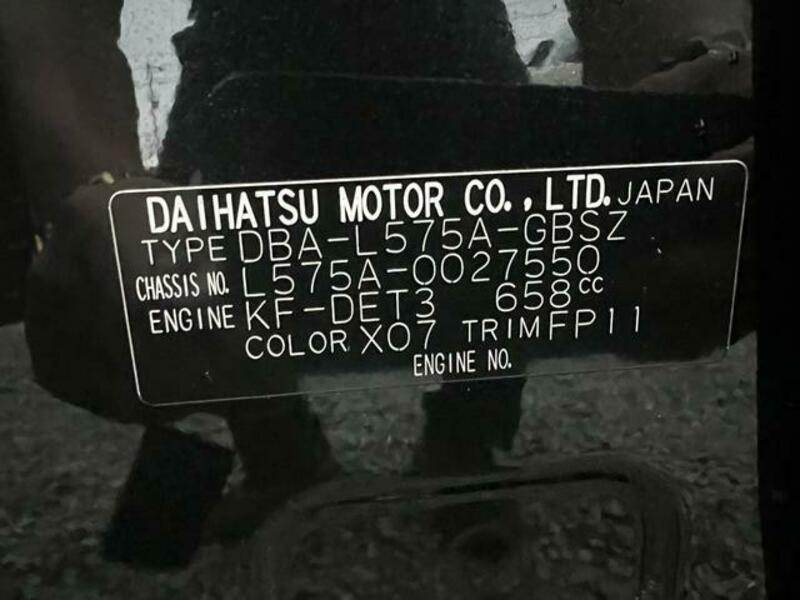 DAIHATSU MOTOR CO., LTD. JAPAN
TYPE DBA-L575A-GBSZ
CHASSIS NO. L575A-0027550
ENGINE KF-DET3 658cc
COLOR X07 TRIM FP11
ENGINE NO.